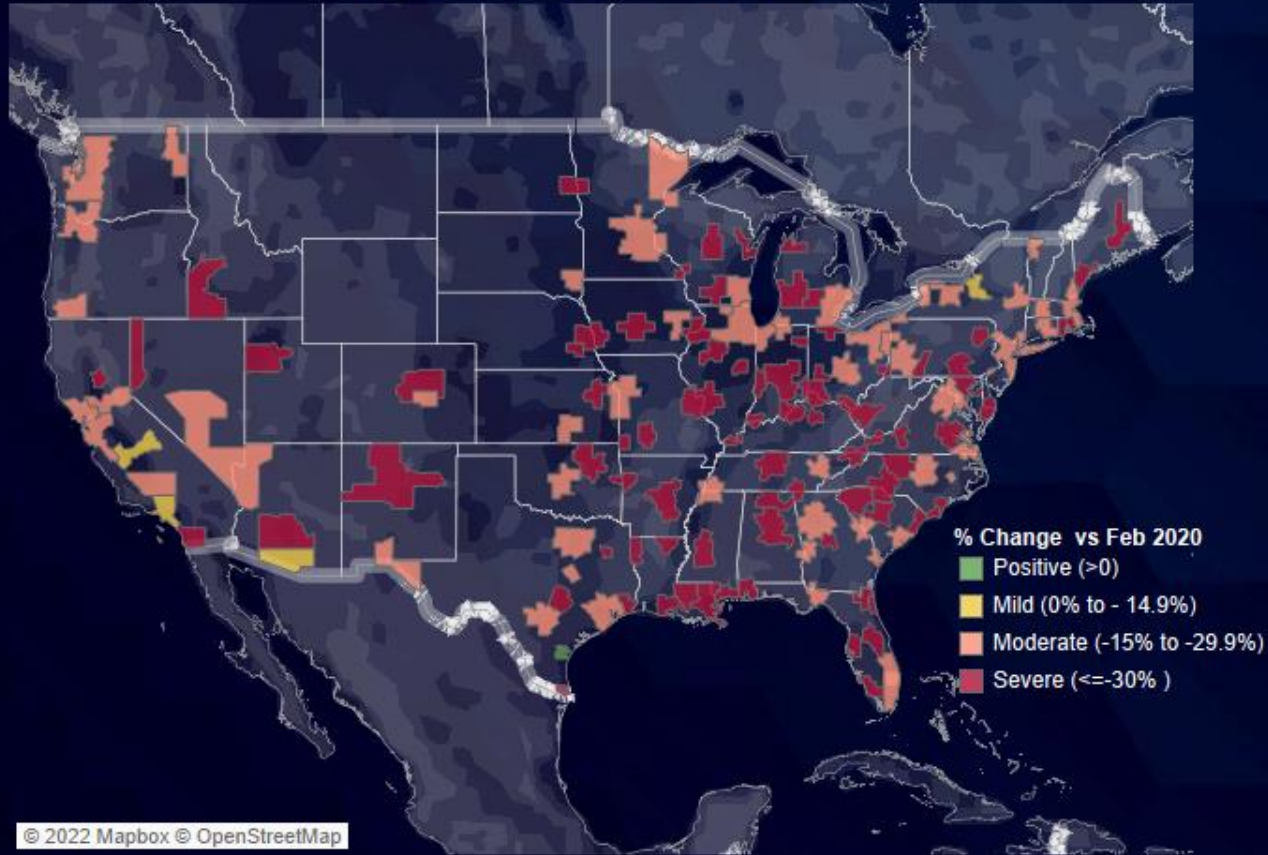 % Change vs Feb 2020
Positive (>0)
Mild (0% to - 14.9%)
Moderate (-15% to -29.9%)
Severe (<=-30% )
© 2022 Mapbox © OpenStreetMap